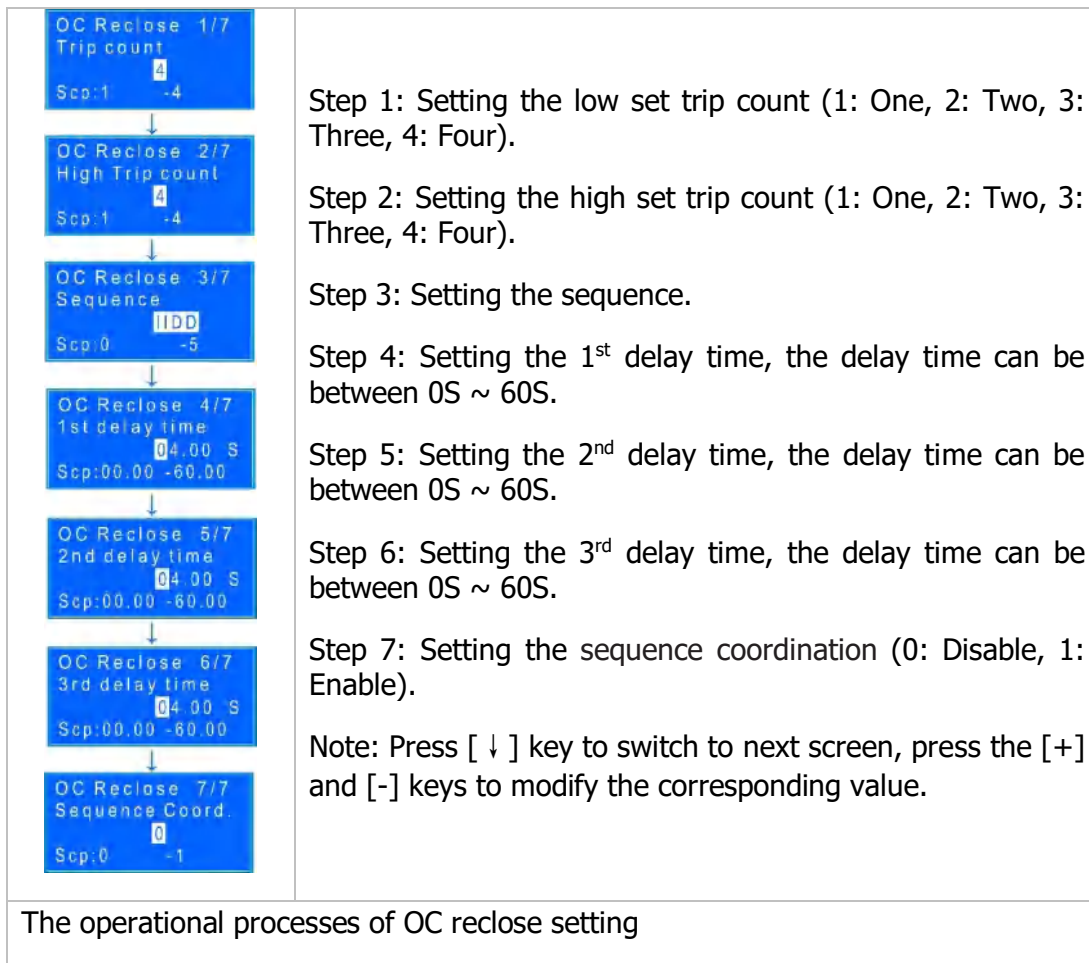 OC Reclose 1/7
Trip count
4
Scp:1 -4
↓
OC Reclose 2/7
High Trip count
4
Scp:1 -4
↓
OC Reclose 3/7
Sequence
IIDD
Scp:0 -5
↓
OC Reclose 4/7
1st delay time
04.00 S
Scp:00.00 -60.00
↓
OC Reclose 5/7
2nd delay time
04.00 S
Scp:00.00 -60.00
↓
OC Reclose 6/7
3rd delay time
04.00 S
Scp:00.00 -60.00
↓
OC Reclose 7/7
Sequence Coord.
0
Scp:0 -1
Step 1: Setting the low set trip count (1: One, 2: Two, 3:
Three, 4: Four).
Step 2: Setting the high set trip count (1: One, 2: Two, 3:
Three, 4: Four).
Step 3: Setting the sequence.
Step 4: Setting the 1st delay time, the delay time can be
between 0S ~ 60S.
Step 5: Setting the 2nd delay time, the delay time can be
between 0S ~ 60S.
Step 6: Setting the 3rd delay time, the delay time can be
between 0S ~ 60S.
Step 7: Setting the sequence coordination (0: Disable, 1:
Enable).
Note: Press [↓] key to switch to next screen, press the [+]
and [-] keys to modify the corresponding value.
The operational processes of OC reclose setting